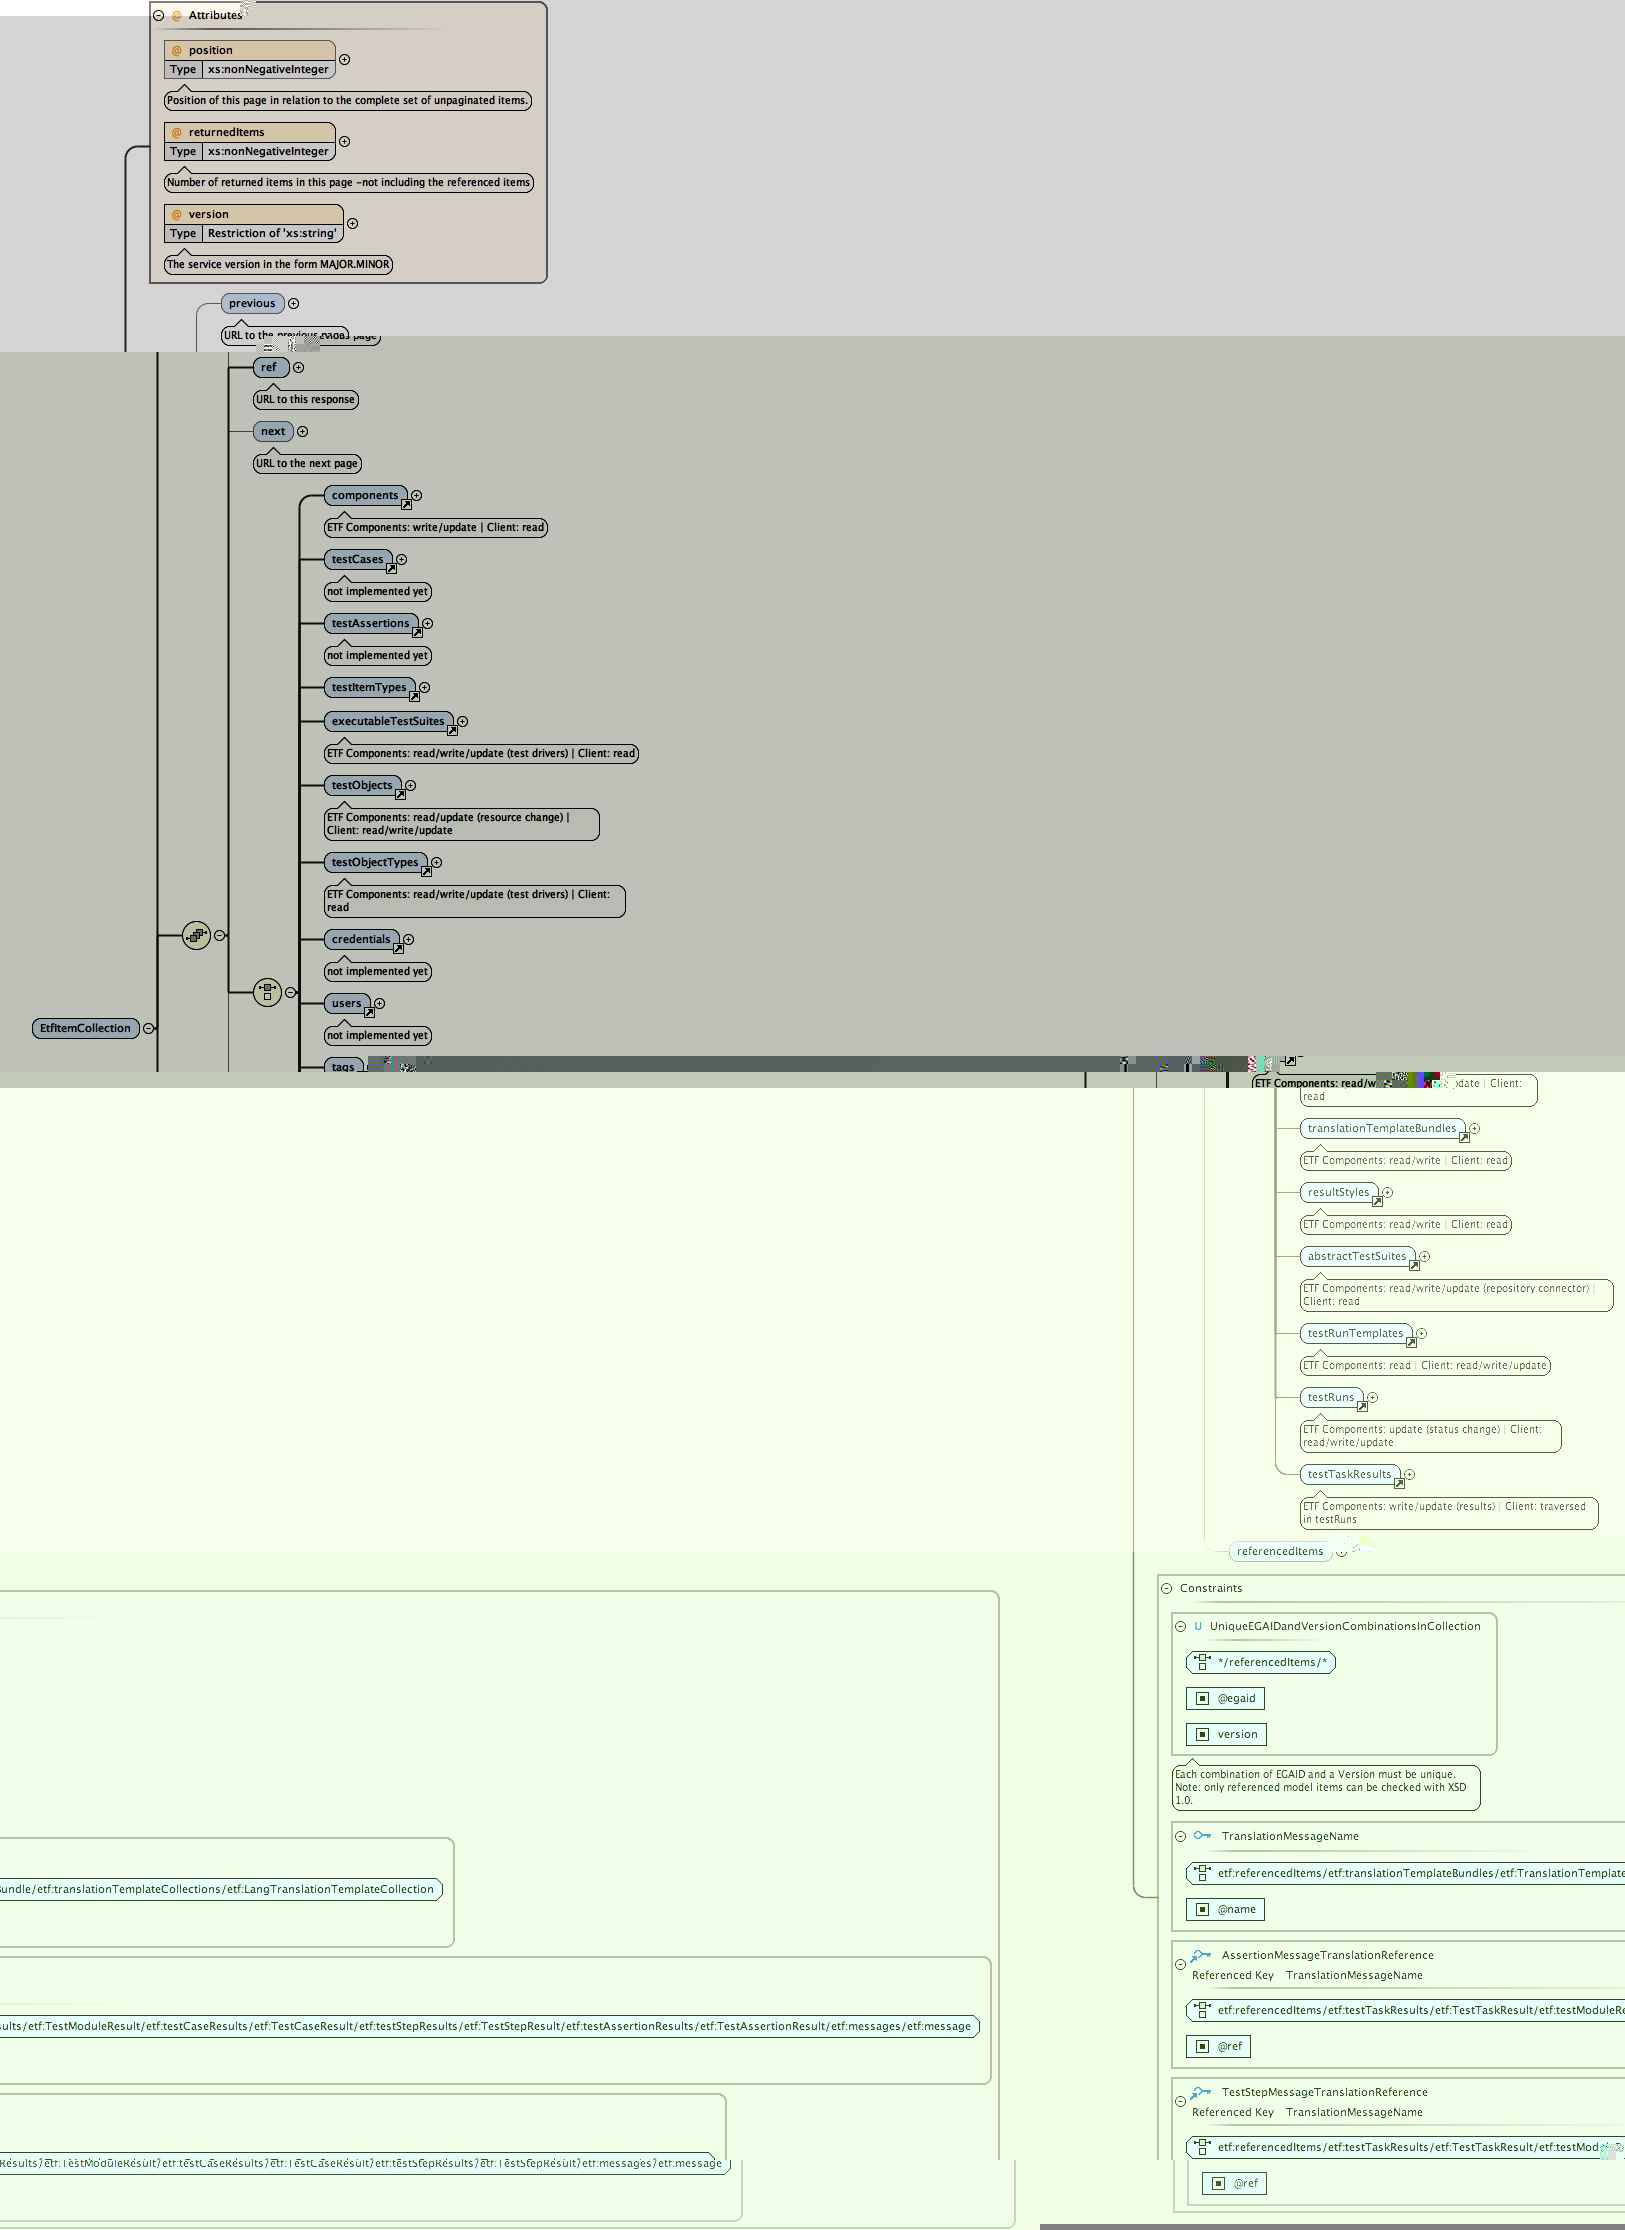 Attributes
@ position
Type xs:nonNegativeInteger
Position of this page in relation to the complete set of unpaginated items.
@ returnedItems
Type xs:nonNegativeInteger
Number of returned items in this page -not including the referenced items
@ version
Type Restriction of 'xs:string'
The service version in the form MAJOR.MINOR
previous
URL to the previous page
ref
URL to this response
next
URL to the next page
components
ETF Components: write/update | Client: read
testCases
not implemented yet
testAssertions
not implemented yet
testItemTypes
executableTestSuites
ETF Components: read/write/update (test drivers) | Client: read
testObjects
ETF Components: read/update (resource change) |
Client: read/write/update
testObjectTypes
ETF Components: read/write/update (test drivers) | Client:
read
credentials
not implemented yet
users
not implemented yet
EtfItemCollection
tags
ETF Components: read/w date | Client:
read
translationTemplateBundles
ETF Components: read/write | Client: read
resultStyles
ETF Components: read/write | Client: read
abstractTestSuites
ETF Components: read/write/update (repository connector) |
Client: read
testRunTemplates
ETF Components: read | Client: read/write/update
testRuns
ETF Components: update (status change) | Client:
read/write/update
testTaskResults
ETF Components: write/update (results) | Client: traversed
in testRuns
referencedItems
Constraints
U UniqueEGAIDandVersionCombinationsInCollection
*/referencedItems/*
@egaid
version
Each combination of EGAID and a Version must be unique.
Note: only referenced model items can be checked with XSD
1.0.
TranslationMessageName
etf:referencedItems/etf:translationTemplateBundles/etf:TranslationTemplate
undle/etf:translationTemplateCollections/etf:LangTranslationTemplateCollection
@name
AssertionMessageTranslationReference
Referenced Key TranslationMessageName
etf:referencedItems/etf:testTaskResults/etf:TestTaskResult/etf:testModuleRe
ults/etf:TestModuleResult/etf:testCaseResults/etf:TestCaseResult/etf:testStepResults/etf:TestStepResult/etf:testAssertionResults/etf:TestAssertionResult/etf:messages/etf:message
@ref
TestStepMessageTranslationReference
Referenced Key TranslationMessageName
etf:referencedItems/etf:testTaskResults/etf:TestTaskResult/etf:testMod
Results/etf:TestModuleResult/etf:testCaseResults/etf:TestCaseResult/etf:testStepResults/etf:TestStepResult/etf:messages/etf:message
@ref